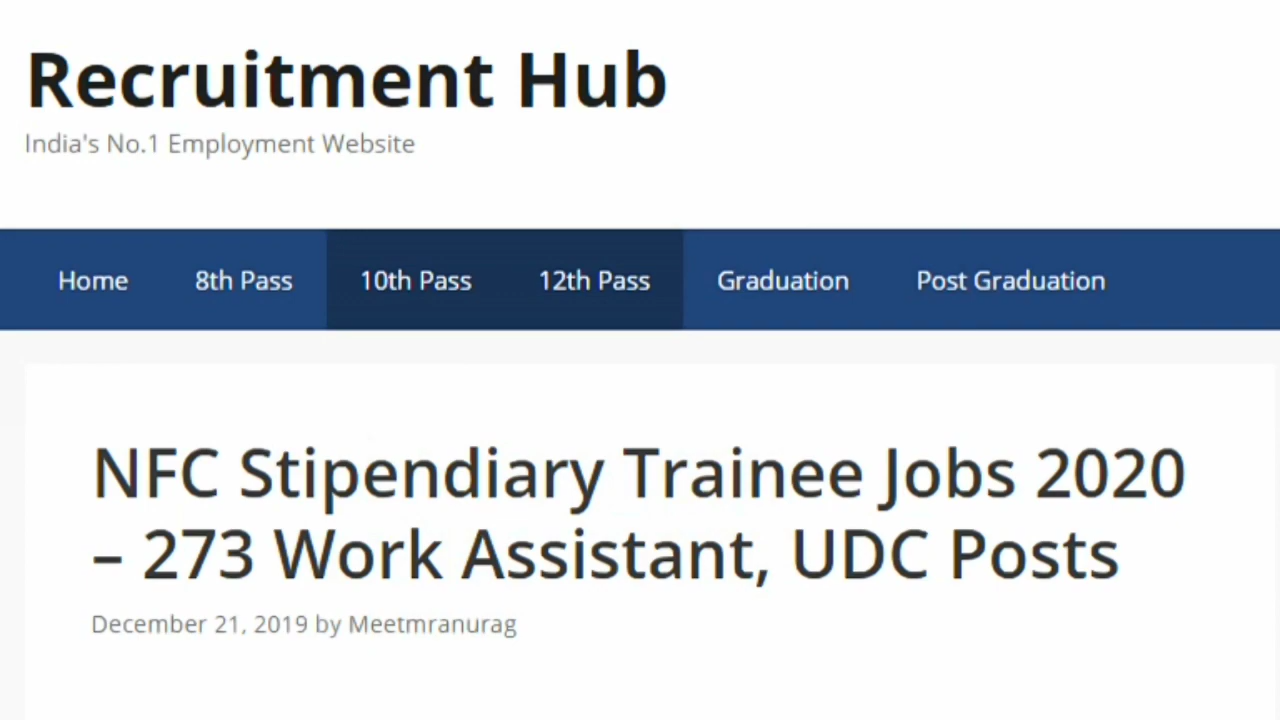 Recruitment Hub
India's No.1 Employment Website
Home 8th Pass 10th Pass 12th Pass Graduation Post Graduation
NFC Stipendiary Trainee Jobs 2020
– 273 Work Assistant, UDC Posts
December 21, 2019 by Meetmranurag